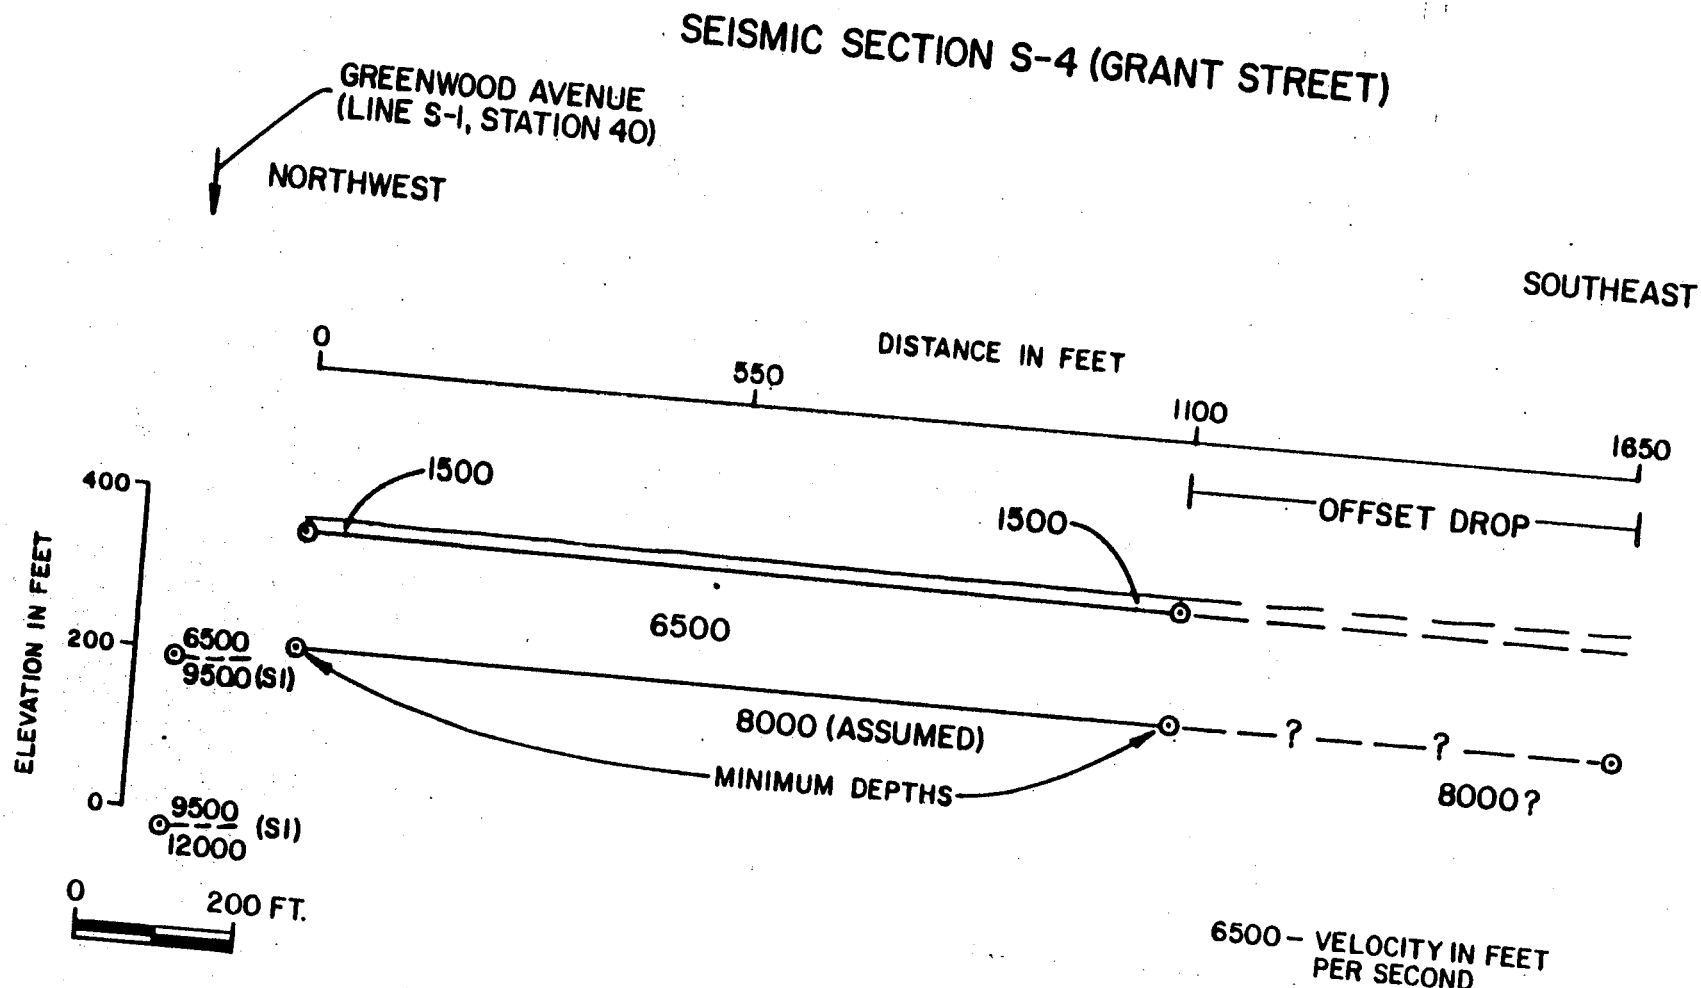 SEISMIC SECTION S-4 (GRANT STREET)
GREENWOOD AVENUE
(LINE S-1, STATION 40)
NORTHWEST
SOUTHEAST
DISTANCE IN FEET
0
550
1100
1650
OFFSET DROP
1500
1500
400
200
0
ELEVATION IN FEET
6500
6500
9500 (S1)
8000 (ASSUMED)
? ?
8000?
MINIMUM DEPTHS
9500
12000 (S1)
0 200 FT.
6500 – VELOCITY IN FEET
PER SECOND